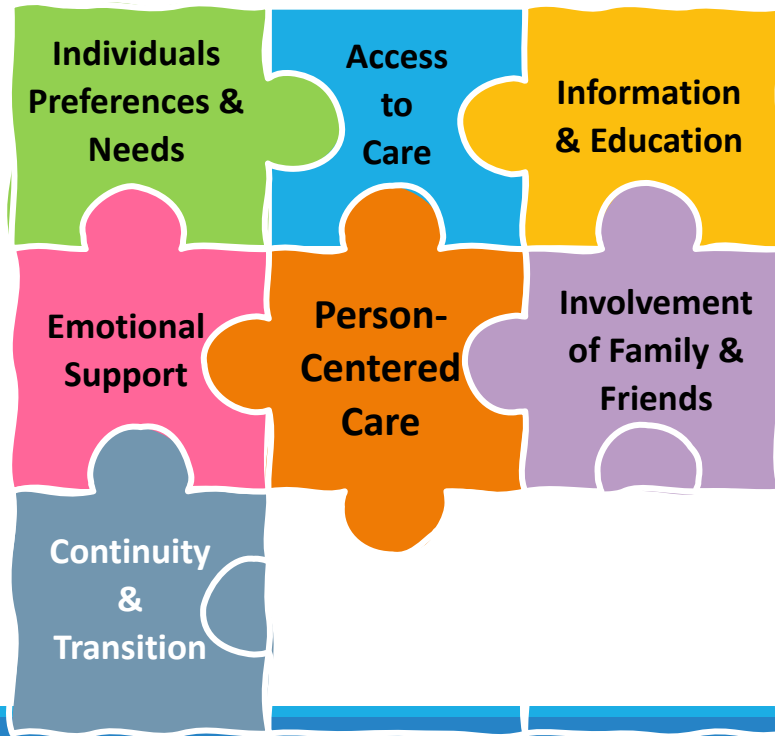 Individuals
Preferences &
Needs
Access
to
Care
Information
& Education
Emotional
Support
Person-
Centered
Care
Involvement
of Family &
Friends
Continuity
&
Transition